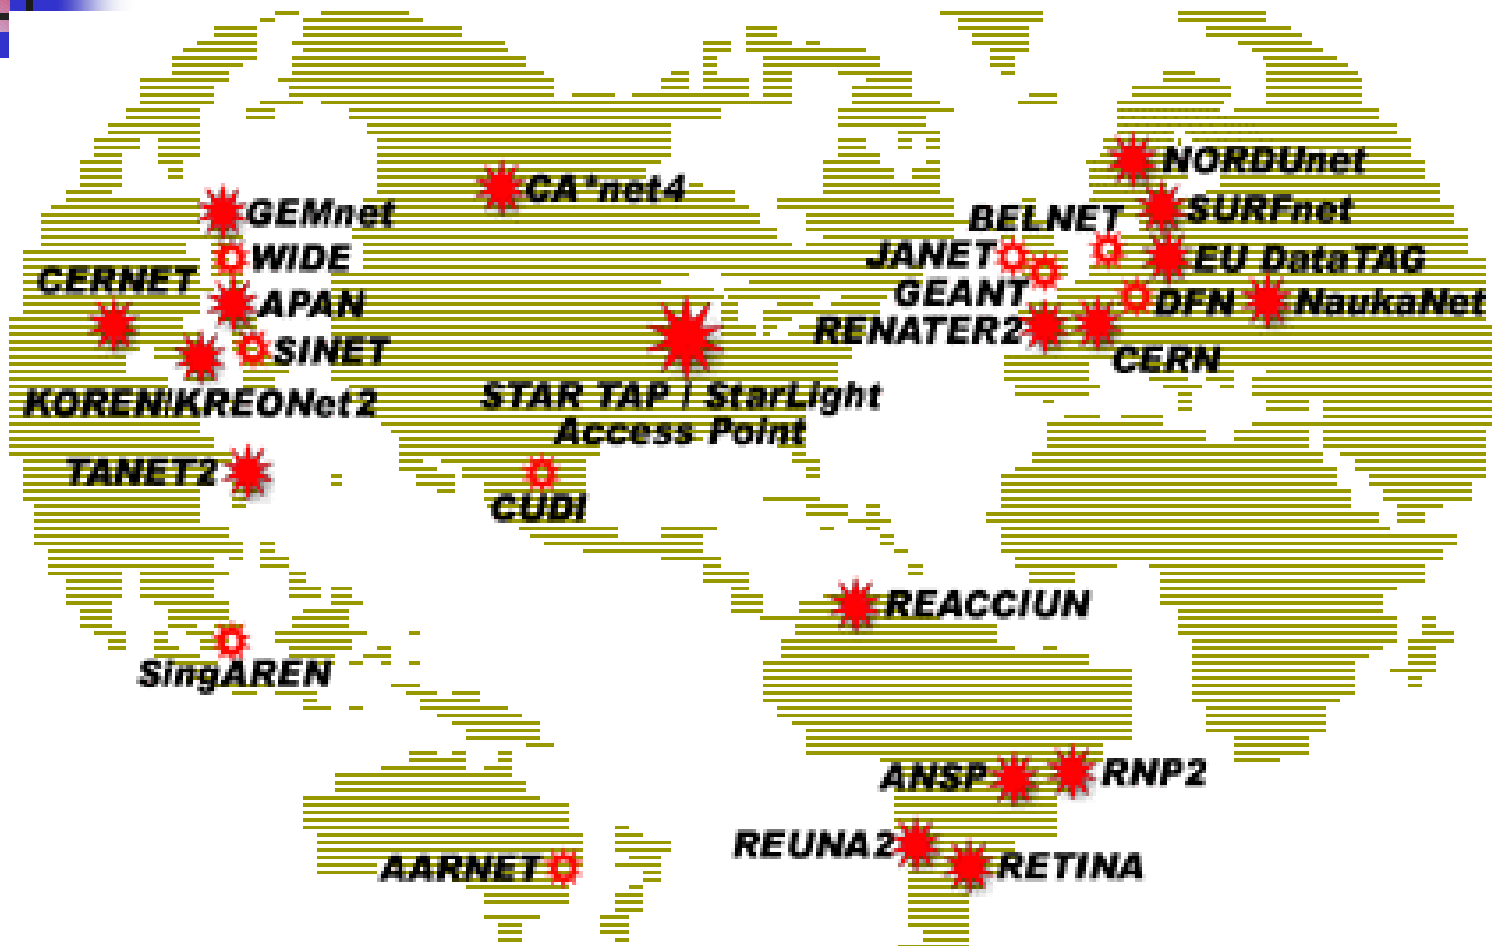 NORDUnet
CA*net4
GEMnet
SURFnet
BELNET
JANET
WIDE
EU DataTAG
CERNET
GEANT
APAN
DFN
NaukaNet
RENATER2
SINET
CERN
STAR TAP | StarLight
Access Point
KOREN|KREONet2
TANET2
CUDI
REACCIUN
SingAREN
ANSP
RNP2
REUNA2
RETINA
AARNET